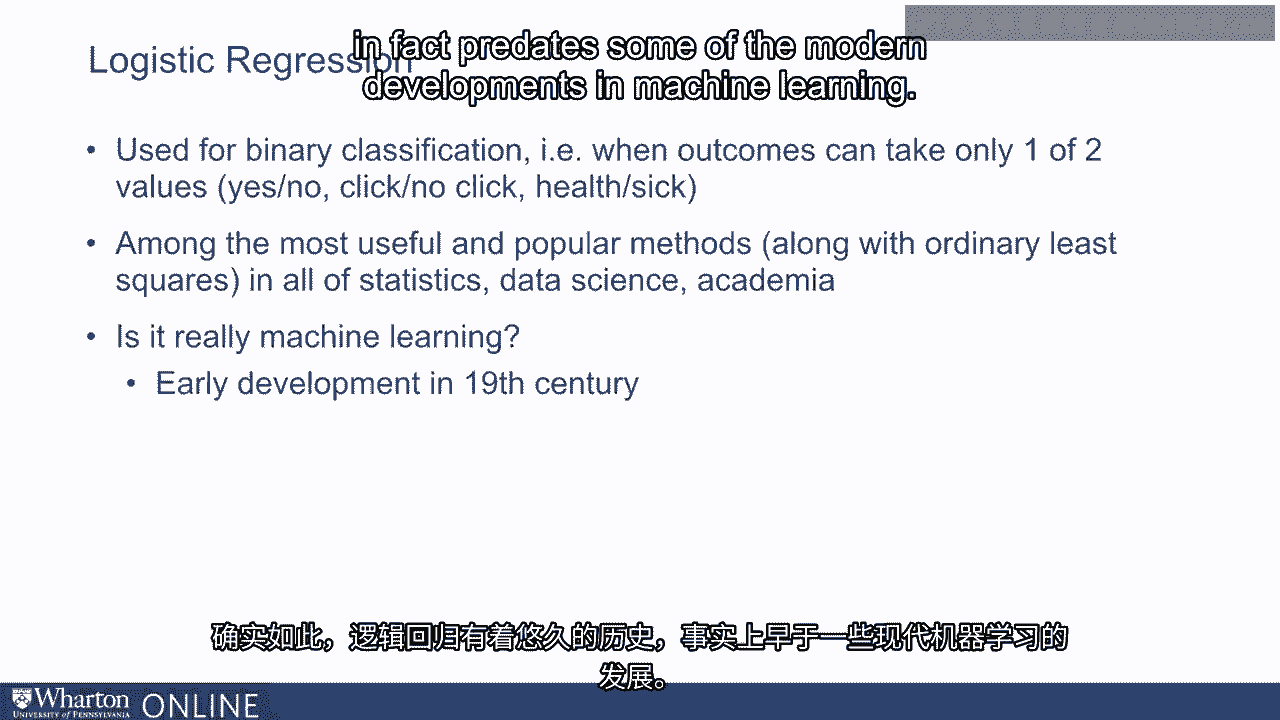 in fact predates some of the modern
developments in machine learning.
Logistic Regression
• Used for binary classification, i.e. when outcomes can take only 1 of 2
values (yes/no, click/no click, health/sick)
• Among the most useful and popular methods (along with ordinary least
squares) in all of statistics, data science, academia
• Is it really machine learning?
• Early development in 19th century
确实如此，逻辑回归有着悠久的历史，事实上早于一些现代机器学习的
发展。
Wharton ONLINE
UNIVERSITY of PENNSYLVANIA